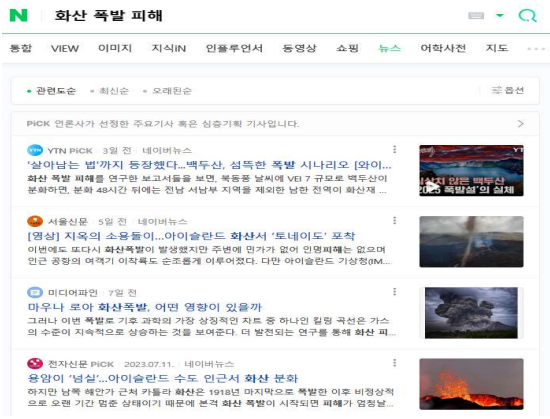 N 화산 폭발 피해
통합 VIEW 이미지 지식iN 인플루언서 동영상 쇼핑 뉴스 어학사전 지도
관련도순 최신순 오래된순 옵션
PiCK 언론사가 선정한 주요기사 혹은 심층기획 기사입니다.
YTN YTN PiCK 3일 전 네이버뉴스
'살아남는 법'까지 등장했다...백두산, 섬뜩한 폭발 시나리오 [와이...
화산 폭발 피해를 연구한 보고서들을 보면, 북동풍 날씨에 VEI 7 규모로 백두산이
분화하면, 분화 48시간 뒤에는 전남 서남부 지역을 제외한 남한 전역이 화산재 ...
심상치 않은 백두산
폭발설'의 실체
서울신문 5일 전 네이버뉴스
[영상] 지옥의 소용돌이...아이슬란드 화산서 '토네이도' 포착
이번에도 또다시 화산폭발이 발생했지만 주변에 민가가 없어 인명피해는 없으며
인근 공항의 여객기 이착륙도 순조롭게 이루어졌다. 다만 아이슬란드 기상청(IM...
미디어파인 7일 전
마우나 로아 화산폭발, 어떤 영향이 있을까
그러나 이번 폭발로 기후 과학의 가장 상징적인 차트 중 하나인 킬링 곡선은 가스
의 수준이 지속적으로 상승하는 것을 보여준다. 더 발전되는 연구를 통해 화산 피...
전자신문 PiCK 2023.07.11. 네이버뉴스
용암이 '넘실'...아이슬란드 수도 인근서 화산 분화
하지만 남쪽 해안가 근처 카틀라 화산은 1918년 마지막으로 폭발한 이후 비정상적
으로 오랜 기간 멈춘 상태이기 때문에 본격 화산 폭발이 시작되면 피해가 엄청날...